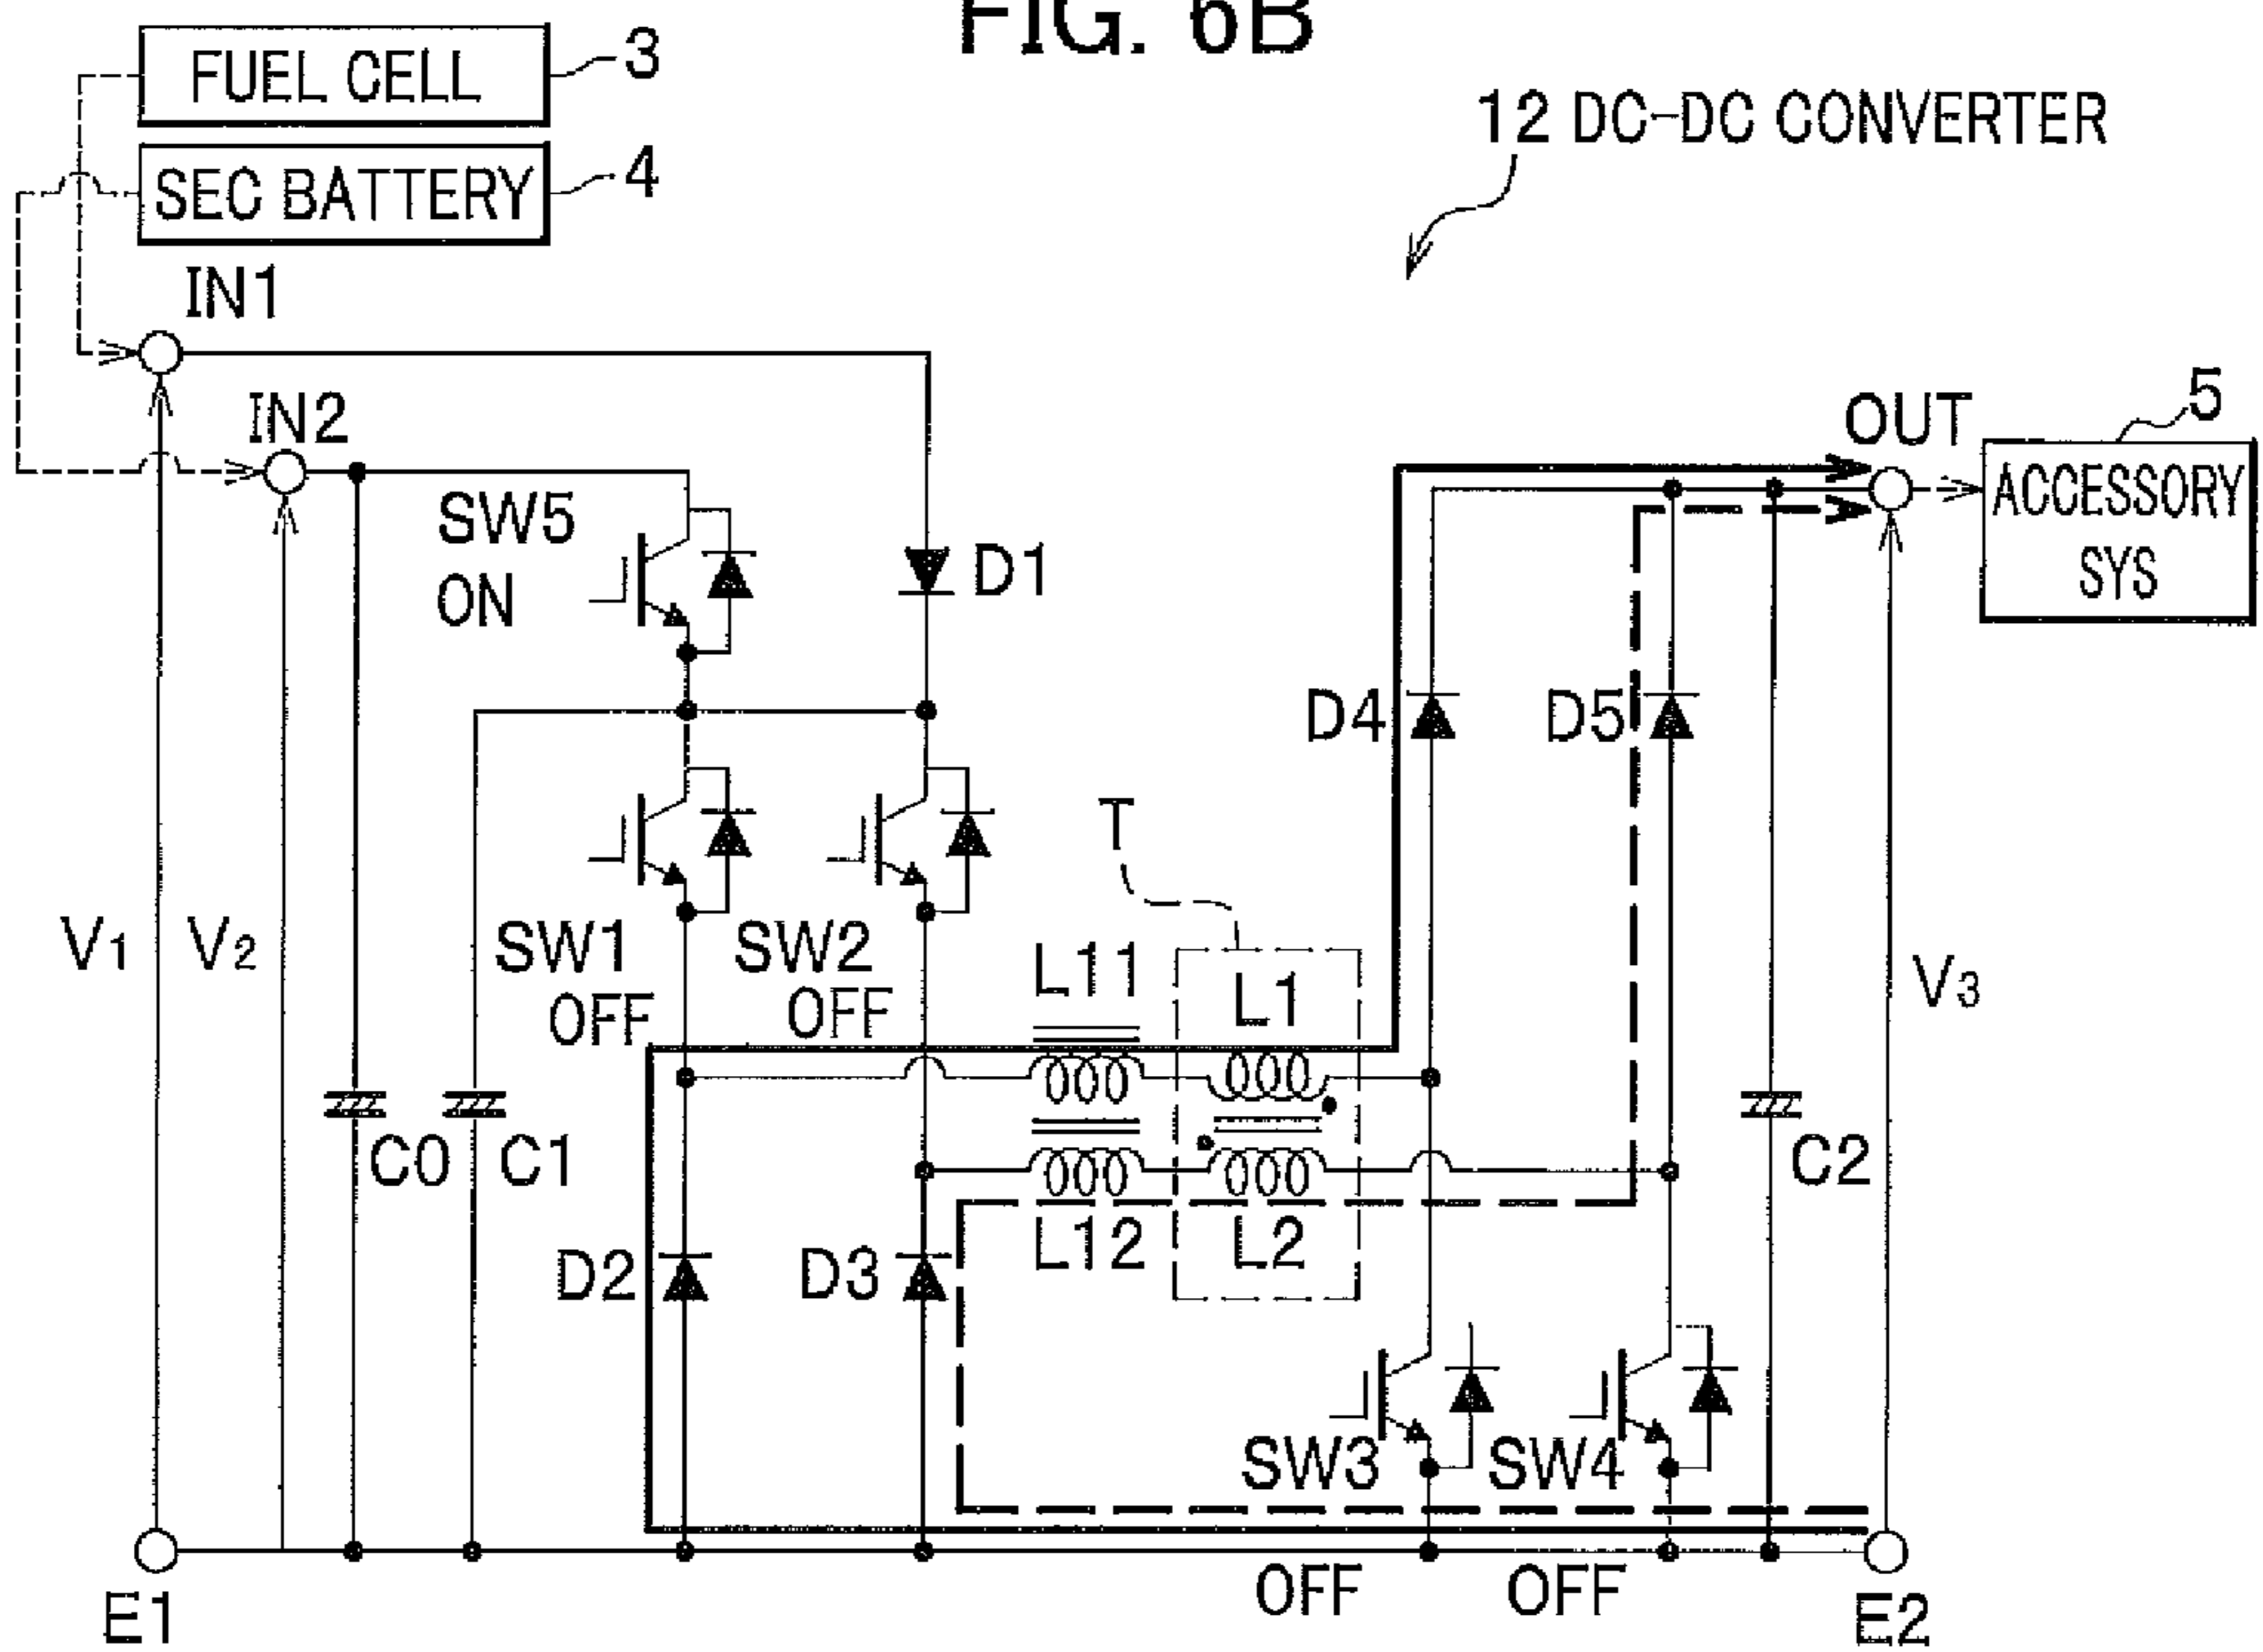 FIG. 6B
FUEL CELL
3
SEC BATTERY
4
12 DC-DC CONVERTER
IN1
IN2
OUT
5
ACCESSORY
SYS
SW5
ON
D1
D4
D5
T
V1
V2
SW1
OFF
SW2
OFF
L11
L1
V3
C0
C1
C2
D2
D3
L12
L2
SW3
SW4
OFF
OFF
E1
E2